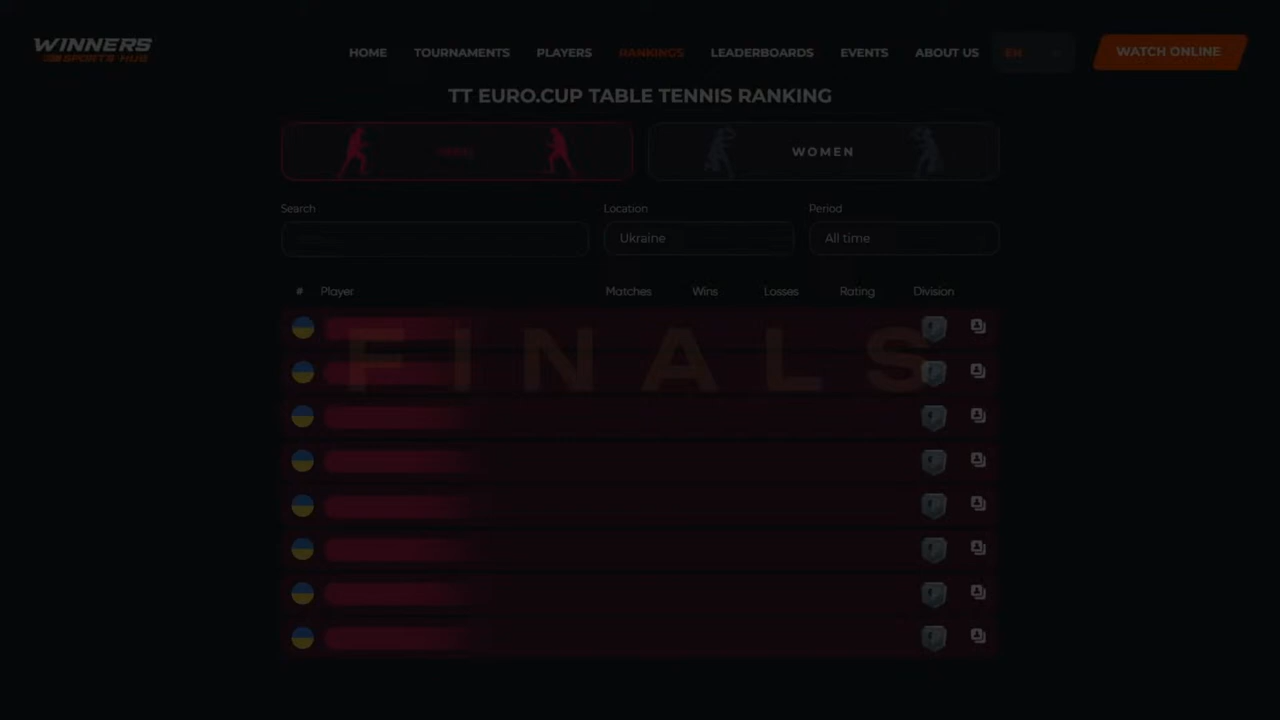 WINNERS
SPORTS HUB
HOME TOURNAMENTS PLAYERS RANKINGS LEADERBOARDS EVENTS ABOUT US EN WATCH ONLINE
TT EURO.CUP TABLE TENNIS RANKING
WOMEN
Search Location Period
Ukraine All time
# Player Matches Wins Losses Rating Division
FINALS